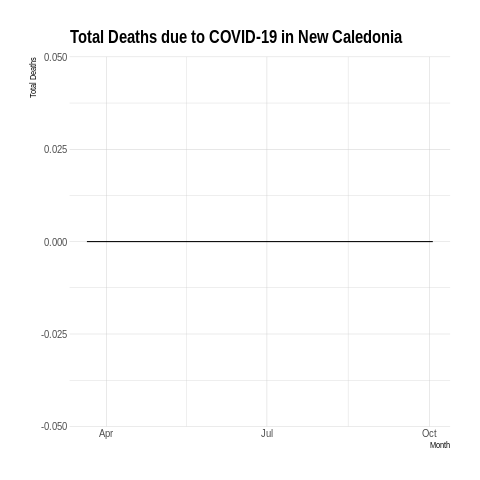 Total Deaths due to COVID-19 in New Caledonia
Total Deaths
0.050
0.025
0.000
-0.025
-0.050
Apr Jul Oct
Month